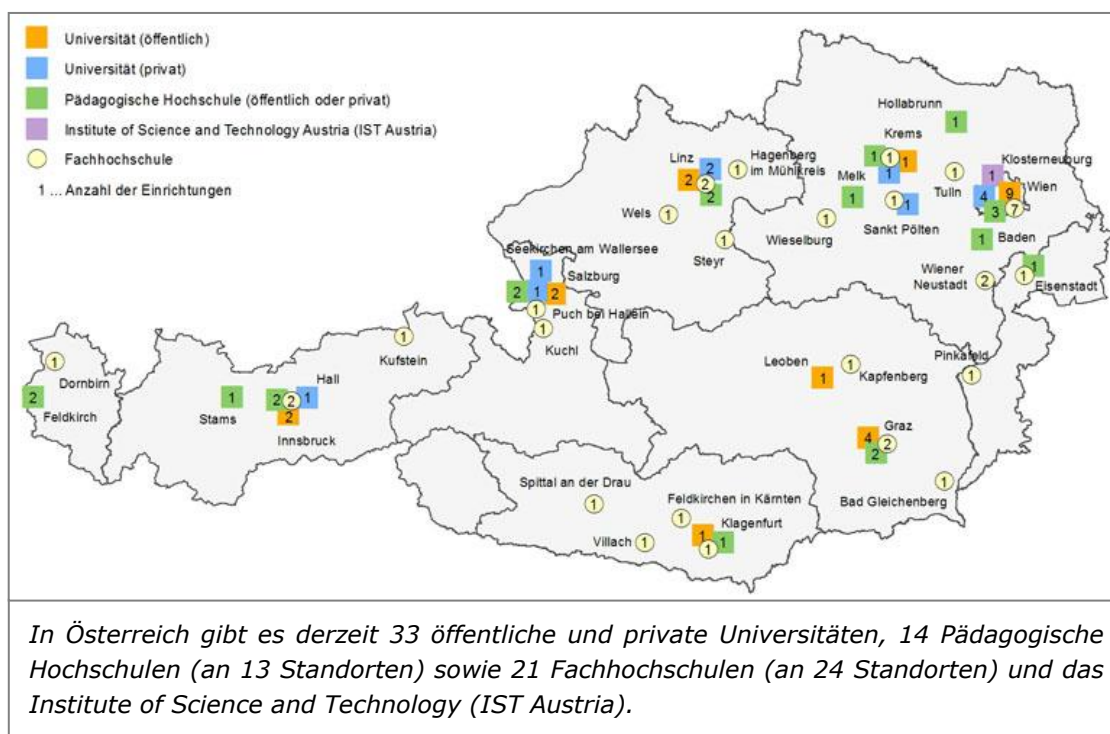 Universität (öffentlich)
Universität (privat)
Pädagogische Hochschule (öffentlich oder privat)
Institute of Science and Technology Austria (IST Austria)
Fachhochschule
1 ... Anzahl der Einrichtungen
Hollabrunn
1
Krems
1 1 1
1
Klosterneuburg
1
Linz
2
2 2
2
Hagenberg
im Mühlkreis
1
Melk
1
Tulln
1
Wien
4 9
3 7
Wels
1
Sankt Pölten
1 1
Wieselburg
1
Steyr
1
Baden
1
Seekirchen am Wallersee
1
Salzburg
2 1 2
1
Puch bei Hallein
1
Kuchl
Wiener
Neustadt
2
1
1
Eisenstadt
Kufstein
1
Dornbirn
1
2
Feldkirch
Stams
1
Hall
2 2 1
2
Innsbruck
Leoben
1
1
Kapfenberg
Pinkafeld
1
Graz
4 2
2
Bad Gleichenberg
1
Spittal an der Drau
1
Feldkirchen in Kärnten
1
Klagenfurt
1 1
1
Villach
1
In Österreich gibt es derzeit 33 öffentliche und private Universitäten, 14 Pädagogische
Hochschulen (an 13 Standorten) sowie 21 Fachhochschulen (an 24 Standorten) und das
Institute of Science and Technology (IST Austria).